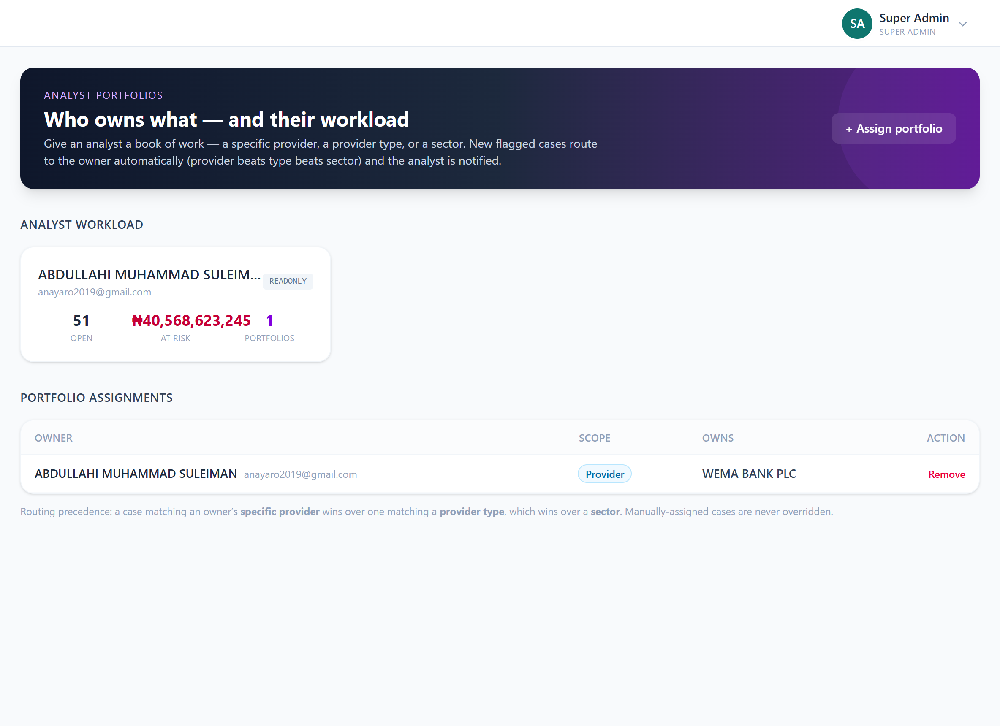 SA
Super Admin
SUPER ADMIN
ANALYST PORTFOLIOS
Who owns what — and their workload
Give an analyst a book of work — a specific provider, a provider type, or a sector. New flagged cases route
to the owner automatically (provider beats type beats sector) and the analyst is notified.
+ Assign portfolio
ANALYST WORKLOAD
ABDULLAHI MUHAMMAD SULEIM...
READONLY
anayaro2019@gmail.com
51 ₦40,568,623,245 1
OPEN AT RISK PORTFOLIOS
PORTFOLIO ASSIGNMENTS
OWNER SCOPE OWNS ACTION
ABDULLAHI MUHAMMAD SULEIMAN anayaro2019@gmail.com Provider WEMA BANK PLC Remove
Routing precedence: a case matching an owner’s specific provider wins over one matching a provider type, which wins over a sector. Manually-assigned cases are never overridden.